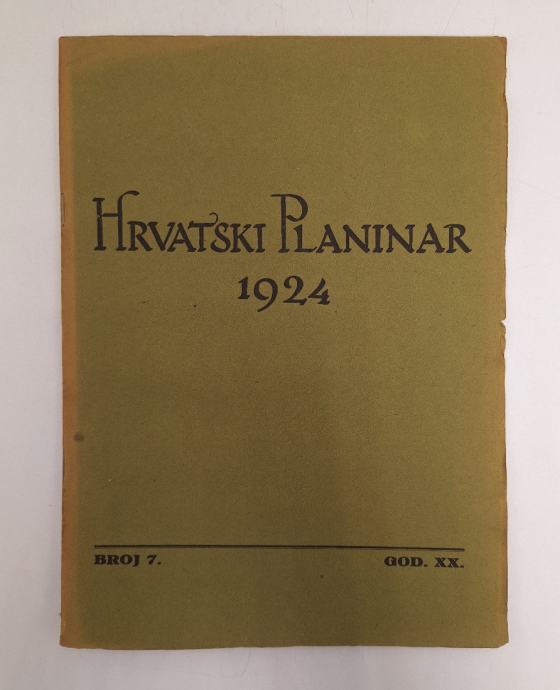 HRVATSKI PLANINAR
1924
BROJ 7. GOD. XX.